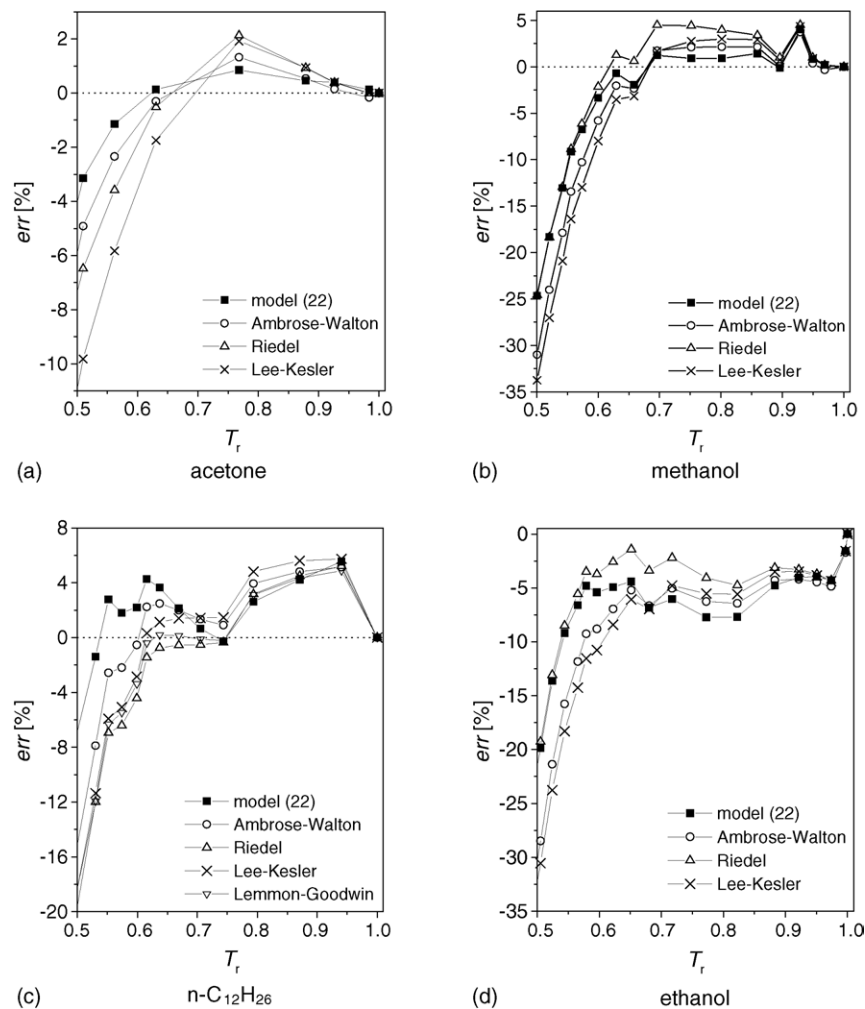 err [%]
2
0
-2
-4
-6
-8
-10
model (22)
Ambrose-Walton
Riedel
Lee-Kesler
0.5 0.6 0.7 0.8 0.9 1.0
Tr
(a) acetone
err [%]
5
0
-5
-10
-15
-20
-25
-30
-35
model (22)
Ambrose-Walton
Riedel
Lee-Kesler
0.5 0.6 0.7 0.8 0.9 1.0
Tr
(b) methanol
err [%]
8
4
0
-4
-8
-12
-16
-20
model (22)
Ambrose-Walton
Riedel
Lee-Kesler
Lemmon-Goodwin
0.5 0.6 0.7 0.8 0.9 1.0
Tr
(c) n-C₁₂H₂₆
err [%]
0
-5
-10
-15
-20
-25
-30
-35
model (22)
Ambrose-Walton
Riedel
Lee-Kesler
0.5 0.6 0.7 0.8 0.9 1.0
Tr
(d) ethanol